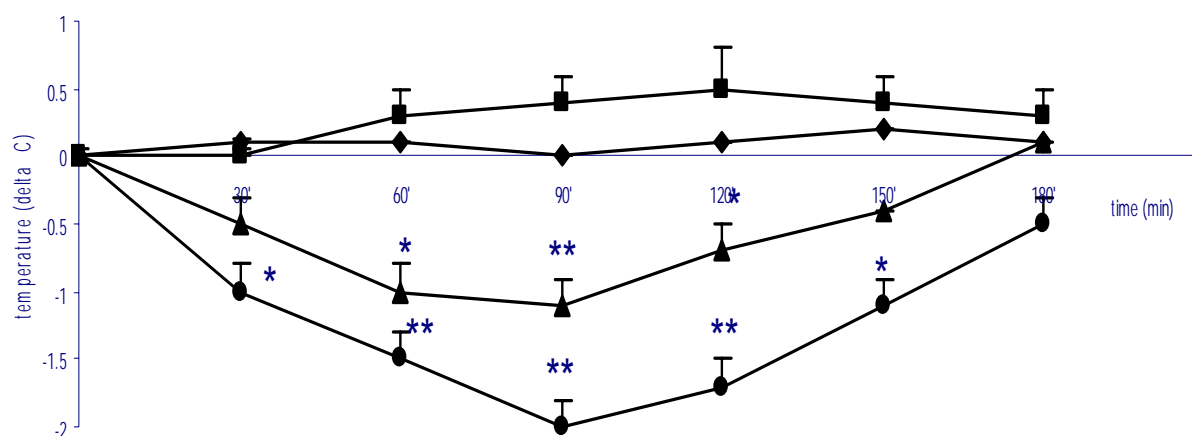 1
0.5
0
-0.5
-1
-1.5
-2
temperature (delta C)
30' 60' 90' 120' 150' 180'
time (min)
*
* ** *
** ** ** *